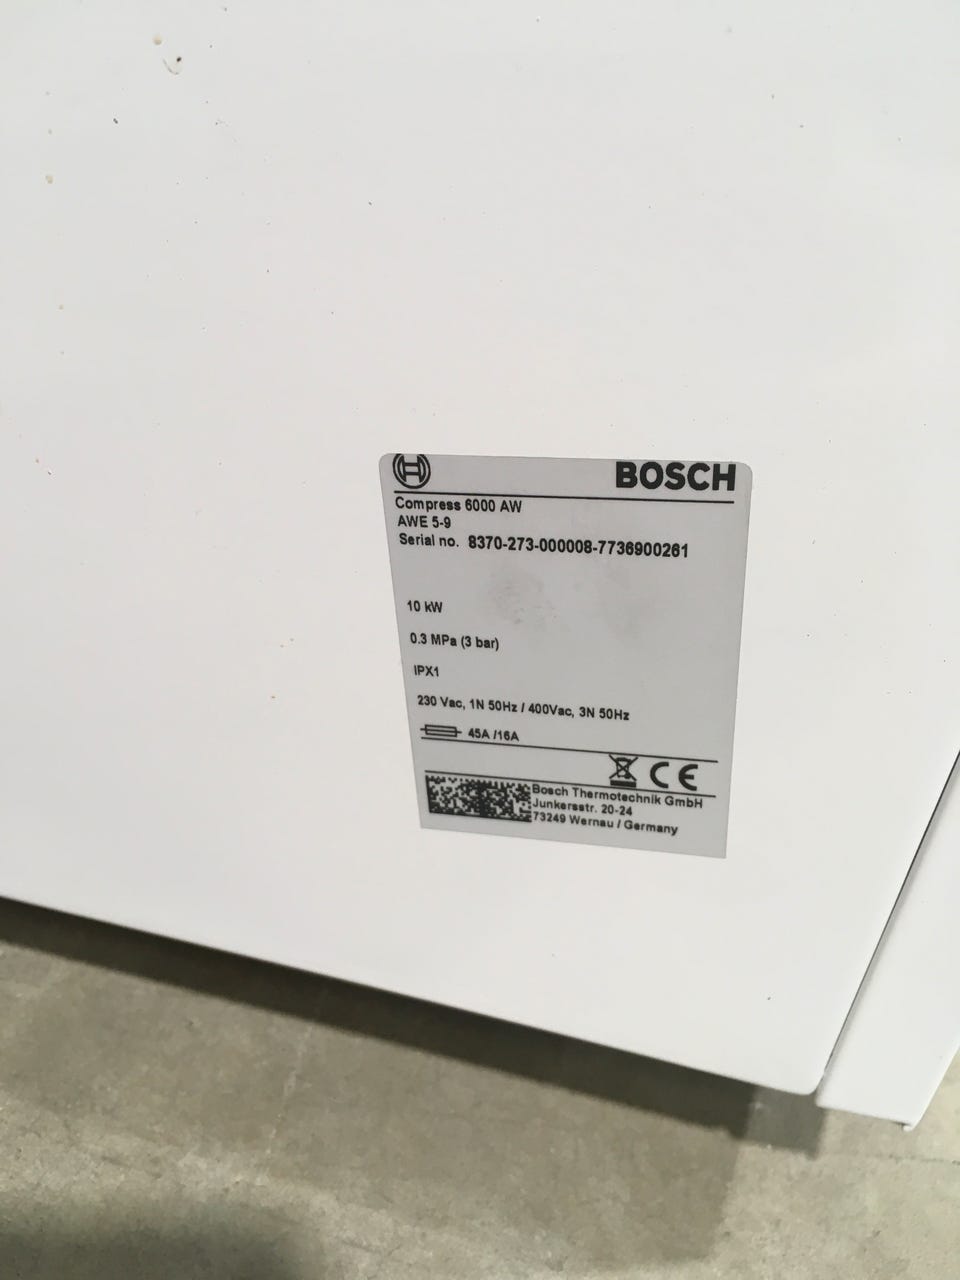 BOSCH
Compress 6000 AW
AWE 5-9
Serial no. 8370-273-000008-7736900261
10 kW
0.3 MPa (3 bar)
IPX1
230 Vac, 1N 50Hz / 400Vac, 3N 50Hz
45A /16A
CE
Bosch Thermotechnik GmbH
Junkersstr. 20-24
73249 Wernau / Germany